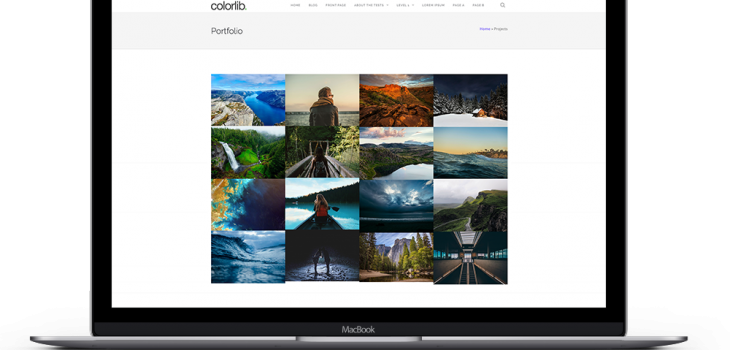 colorlib.
HOME BLOG FRONT PAGE ABOUT THE TESTS LEVEL 1 LOREM IPSUM PAGE A PAGE B
Portfolio
Home » Projects
MacBook